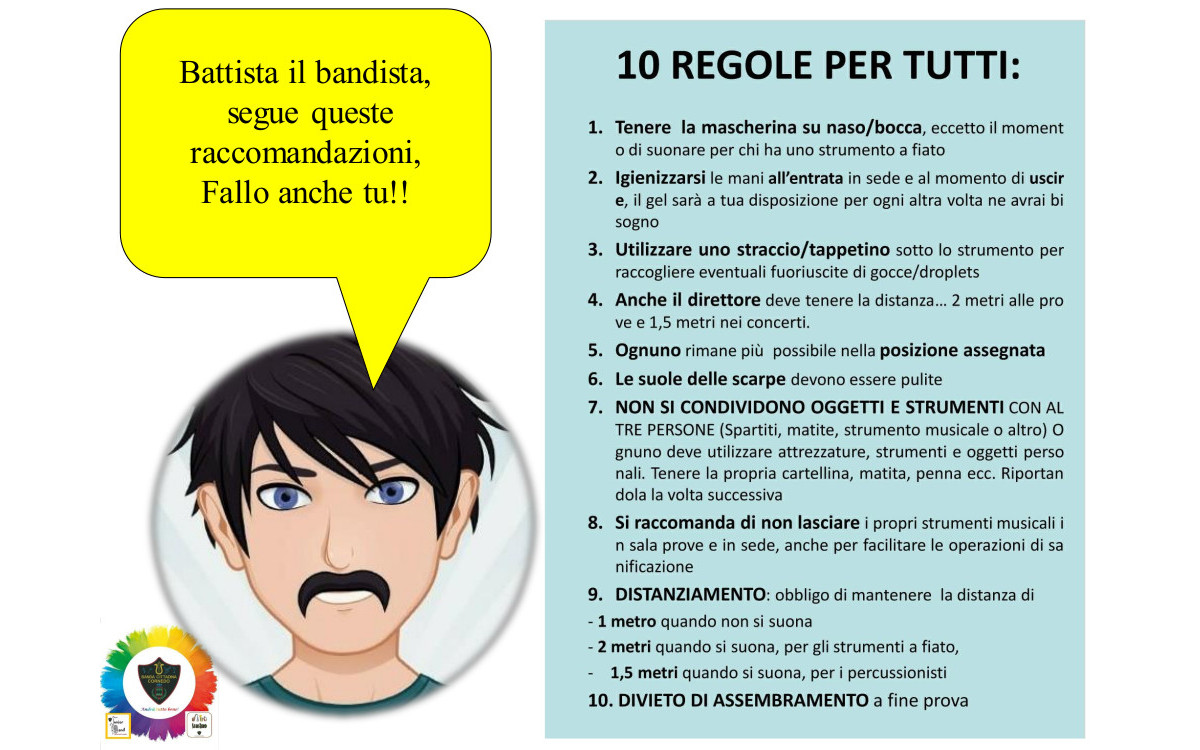 Battista il bandista,
segue queste
raccomandazioni,
Fallo anche tu!!
10 REGOLE PER TUTTI:
1. Tenere la mascherina su naso/bocca, eccetto il moment
o di suonare per chi ha uno strumento a fiato
2. Igienizzarsi le mani all'entrata in sede e al momento di uscir
e, il gel sarà a tua disposizione per ogni altra volta ne avrai bi
sogno
3. Utilizzare uno straccio/tappetino sotto lo strumento per
raccogliere eventuali fuoriuscite di gocce/droplets
4. Anche il direttore deve tenere la distanza... 2 metri alle pro
ve e 1,5 metri nei concerti.
5. Ognuno rimane più possibile nella posizione assegnata
6. Le suole delle scarpe devono essere pulite
7. NON SI CONDIVIDONO OGGETTI E STRUMENTI CON AL
TRE PERSONE (Spartiti, matite, strumento musicale o altro) O
gnuno deve utilizzare attrezzature, strumenti e oggetti perso
nali. Tenere la propria cartellina, matita, penna ecc. Riportan
dola la volta successiva
8. Si raccomanda di non lasciare i propri strumenti musicali i
n sala prove e in sede, anche per facilitare le operazioni di sa
nificazione
9. DISTANZIAMENTO: obbligo di mantenere la distanza di
- 1 metro quando non si suona
- 2 metri quando si suona, per gli strumenti a fiato,
- 1,5 metri quando si suona, per i percussionisti
10. DIVIETO DI ASSEMBRAMENTO a fine prova
BANDA CITTADINA
CORNEDO